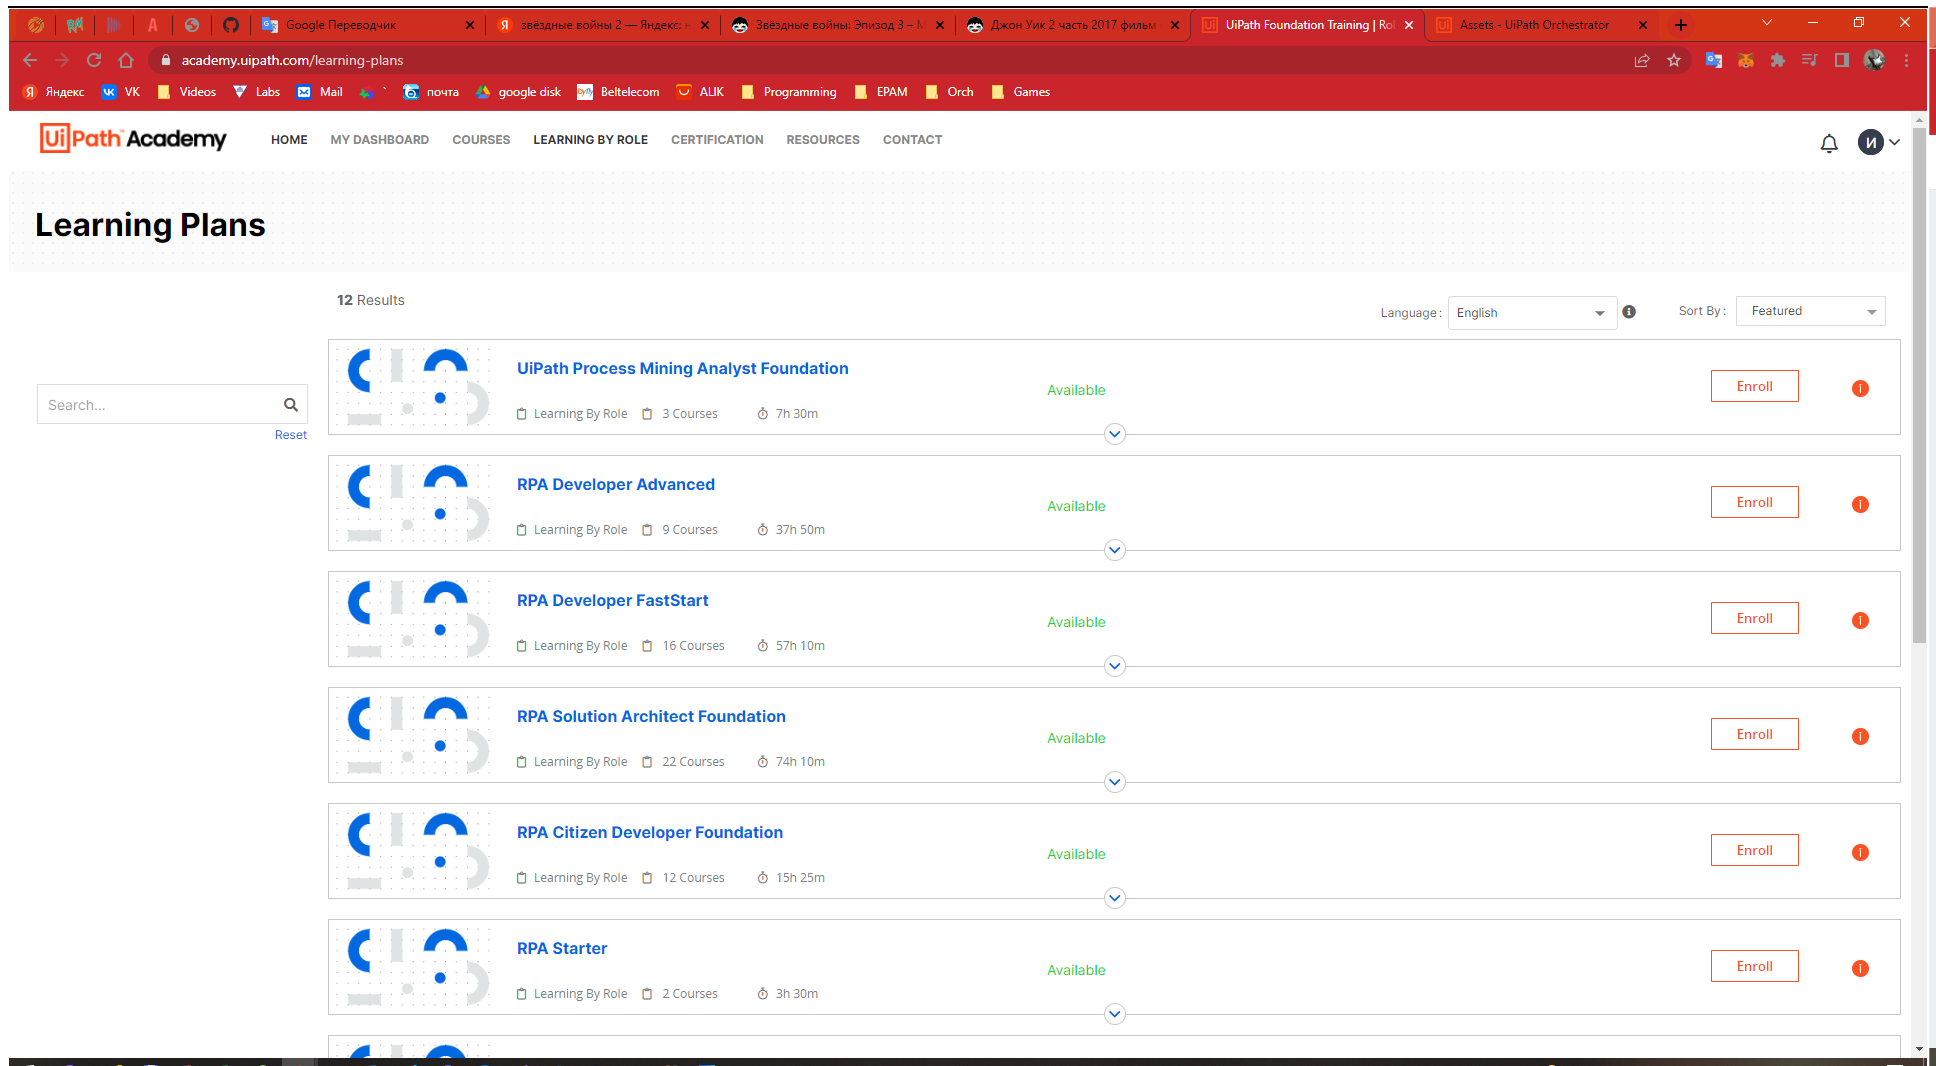 Google Переводчик
звёздные войны 2 — Яндекс:
Звёздные войны: Эпизод 3 –
Джон Уик 2 часть 2017 фильм
UiPath Foundation Training | Rol
Assets - UiPath Orchestrator
academy.uipath.com/learning-plans
Яндекс VK Videos Labs Mail ` почта google disk Beltelecom ALIK Programming EPAM Orch Games
UiPath Academy HOME MY DASHBOARD COURSES LEARNING BY ROLE CERTIFICATION RESOURCES CONTACT И
Learning Plans
12 Results
Language: English Sort By: Featured
Search...
Reset
UiPath Process Mining Analyst Foundation
Available
Enroll
Learning By Role 3 Courses 7h 30m
RPA Developer Advanced
Available
Enroll
Learning By Role 9 Courses 37h 50m
RPA Developer FastStart
Available
Enroll
Learning By Role 16 Courses 57h 10m
RPA Solution Architect Foundation
Available
Enroll
Learning By Role 22 Courses 74h 10m
RPA Citizen Developer Foundation
Available
Enroll
Learning By Role 12 Courses 15h 25m
RPA Starter
Available
Enroll
Learning By Role 2 Courses 3h 30m